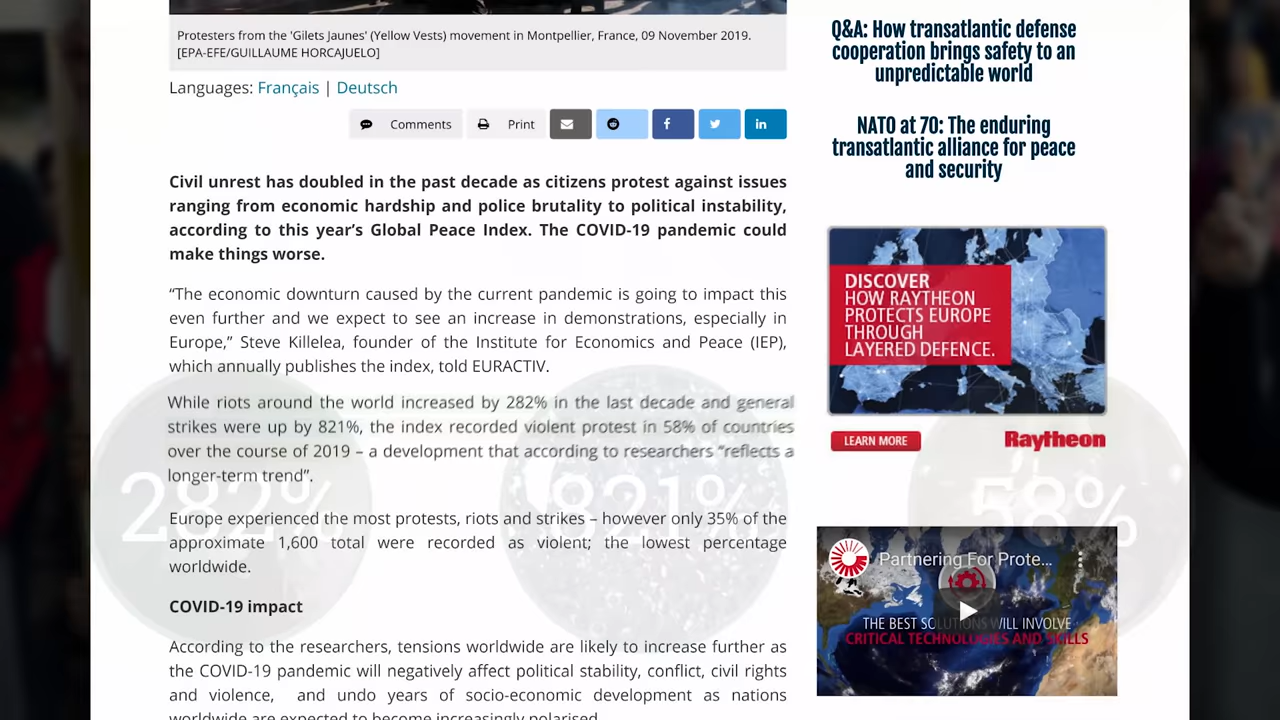 Protesters from the 'Gilets Jaunes' (Yellow Vests) movement in Montpellier, France, 09 November 2019.
[EPA-EFE/GUILLAUME HORCAJUELO]
Languages: Français | Deutsch
Comments
Print
Civil unrest has doubled in the past decade as citizens protest against issues
ranging from economic hardship and police brutality to political instability,
according to this year’s Global Peace Index. The COVID-19 pandemic could
make things worse.
“The economic downturn caused by the current pandemic is going to impact this
even further and we expect to see an increase in demonstrations, especially in
Europe,” Steve Killelea, founder of the Institute for Economics and Peace (IEP),
which annually publishes the index, told EURACTIV.
While riots around the world increased by 282% in the last decade and general
strikes were up by 821%, the index recorded violent protest in 58% of countries
over the course of 2019 – a development that according to researchers “reflects a
longer-term trend”.
282%
821%
58%
Europe experienced the most protests, riots and strikes – however only 35% of the
approximate 1,600 total were recorded as violent; the lowest percentage
worldwide.
COVID-19 impact
According to the researchers, tensions worldwide are likely to increase further as
the COVID-19 pandemic will negatively affect political stability, conflict, civil rights
and violence, and undo years of socio-economic development as nations
worldwide are expected to become increasingly polarised.
Q&A: How transatlantic defense
cooperation brings safety to an
unpredictable world
NATO at 70: The enduring
transatlantic alliance for peace
and security
DISCOVER
HOW RAYTHEON
PROTECTS EUROPE
THROUGH
LAYERED DEFENCE.
LEARN MORE
Raytheon
Partnering For Prote...
THE BEST SOLUTIONS WILL INVOLVE
CRITICAL TECHNOLOGIES AND SKILLS